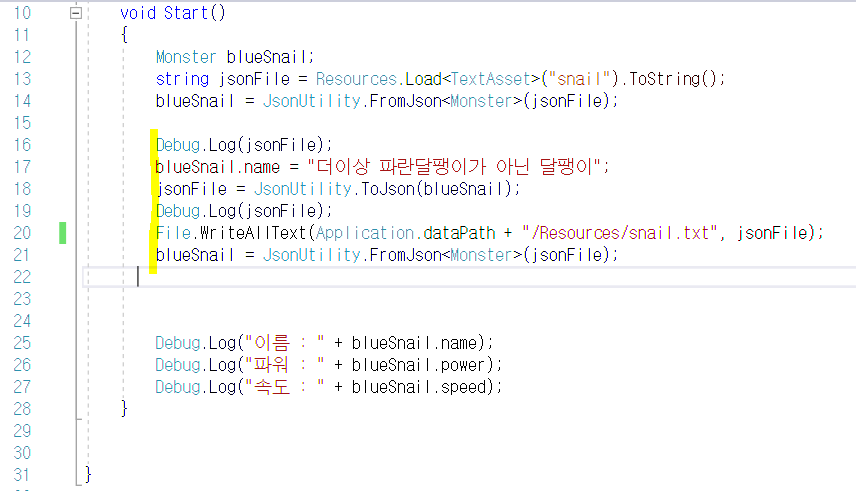 10 void Start()
11 {
12 Monster blueSnail;
13 string jsonFile = Resources.Load<TextAsset>("snail").ToString();
14 blueSnail = JsonUtility.FromJson<Monster>(jsonFile);
15
16 Debug.Log(jsonFile);
17 blueSnail.name = "더이상 파란달팽이가 아닌 달팽이";
18 jsonFile = JsonUtility.ToJson(blueSnail);
19 Debug.Log(jsonFile);
20 File.WriteAllText(Application.dataPath + "/Resources/snail.txt", jsonFile);
21 blueSnail = JsonUtility.FromJson<Monster>(jsonFile);
22
23
24
25 Debug.Log("이름 : " + blueSnail.name);
26 Debug.Log("파워 : " + blueSnail.power);
27 Debug.Log("속도 : " + blueSnail.speed);
28 }
29
30
31 }